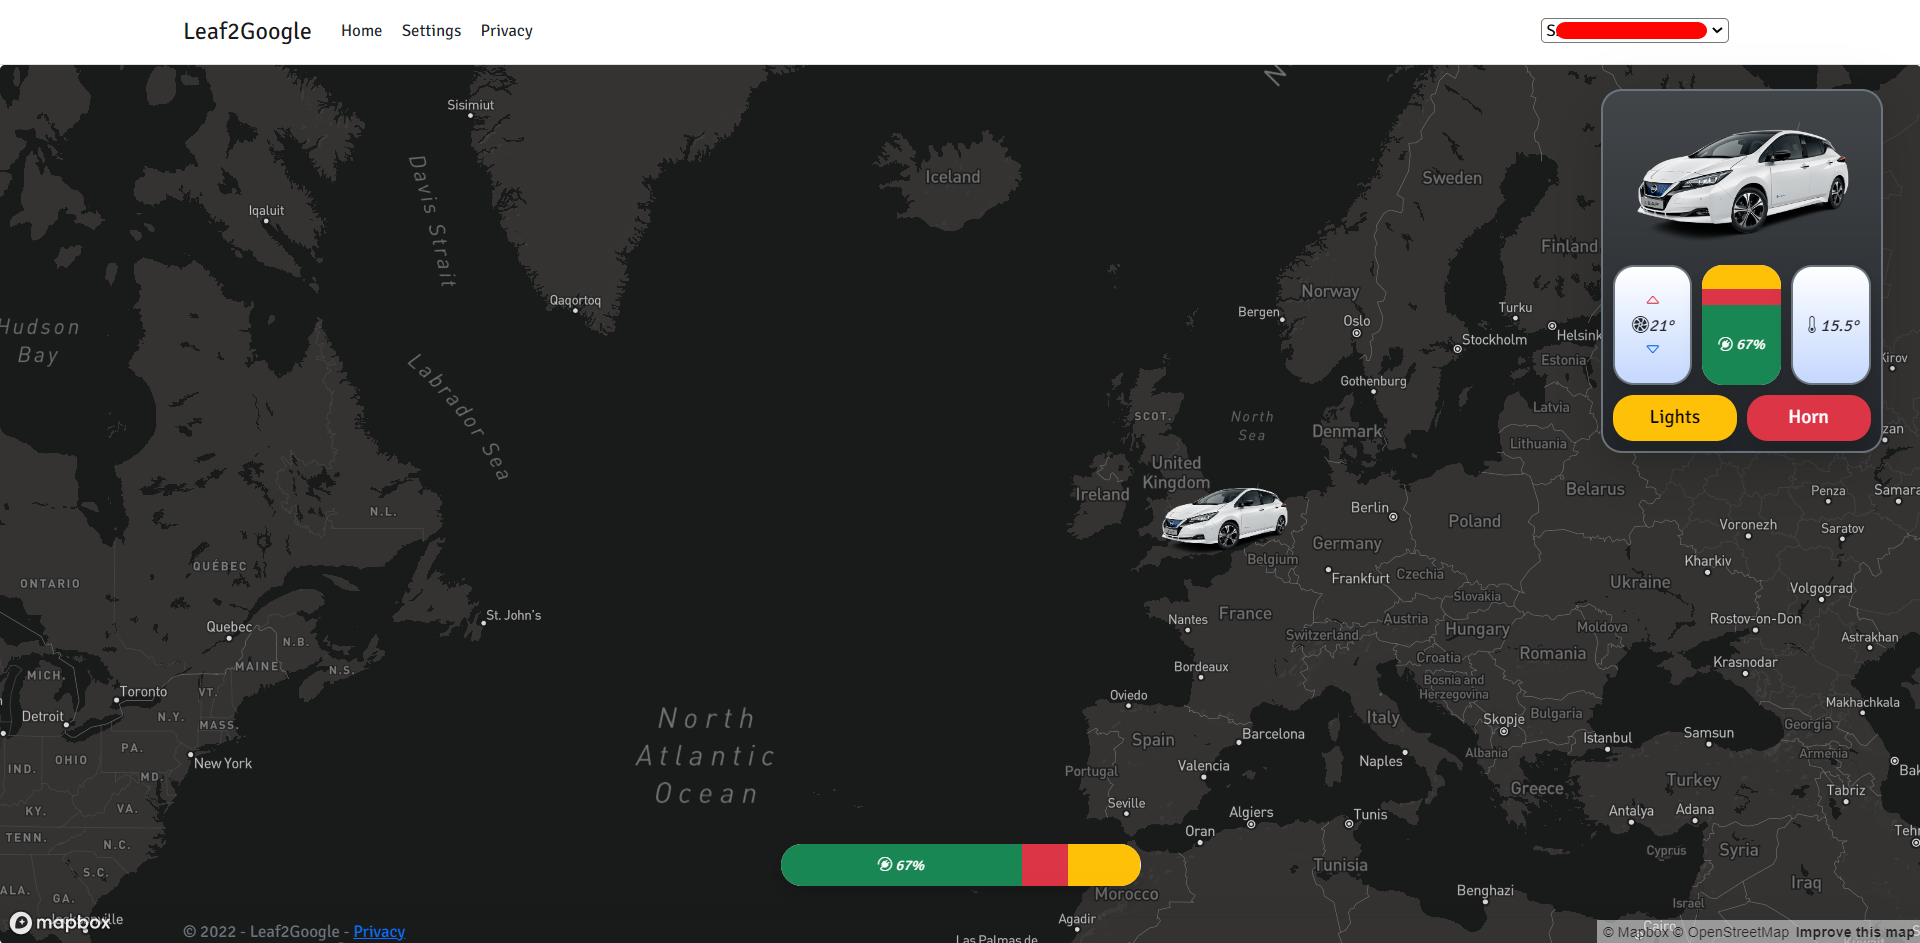 Leaf2Google
Home
Settings
Privacy
S
Sisimiut
Davis Strait
Iceland
Sweden
Iqaluit
Finland
Qaqortoq
Hudson
Bay
Norway
Bergen
Oslo
Turku
Stockholm
Estonia
21°
67%
15.5°
Lights
Horn
Labrador Sea
Gothenburg
Latvia
Lithuania
SCOT.
North
Sea
Denmark
United
Kingdom
Ireland
Belarus
Penza
Samara
Berlin
Poland
Voronezh
Saratov
N.L.
Germany
Belgium
Frankfurt
Czechia
Kharkiv
Ukraine
Volgograd
QUÉBEC
ONTARIO
Slovakia
St. John's
Nantes
France
Austria
Switzerland
Hungary
Moldova
Rostov-on-Don
Astrakhan
Quebec
N.B.
MAINE
N.S.
Romania
Croatia
Krasnodar
Bordeaux
Bosnia and
Herzegovina
MICH.
Toronto
VT.
Detroit
N.Y.
MASS.
Oviedo
Makhachkala
North
Atlantic
Ocean
Italy
Skopje
Bulgaria
Georgia
Spain
Barcelona
Istanbul
Samsun
Albania
Armenia
PA.
OHIO
IND.
MD.
New York
Portugal
Valencia
Naples
Greece
Turkey
Tabriz
KY.
VA.
Seville
Algiers
Tunis
Antalya
Adana
TENN.
N.C.
Oran
Cyprus
Syria
67%
Tunisia
S.C.
GA.
Morocco
Benghazi
Iraq
Israel
mapbox
Agadir
Cairo
© 2022 - Leaf2Google - Privacy
Las Palmas de
© Mapbox © OpenStreetMap Improve this map